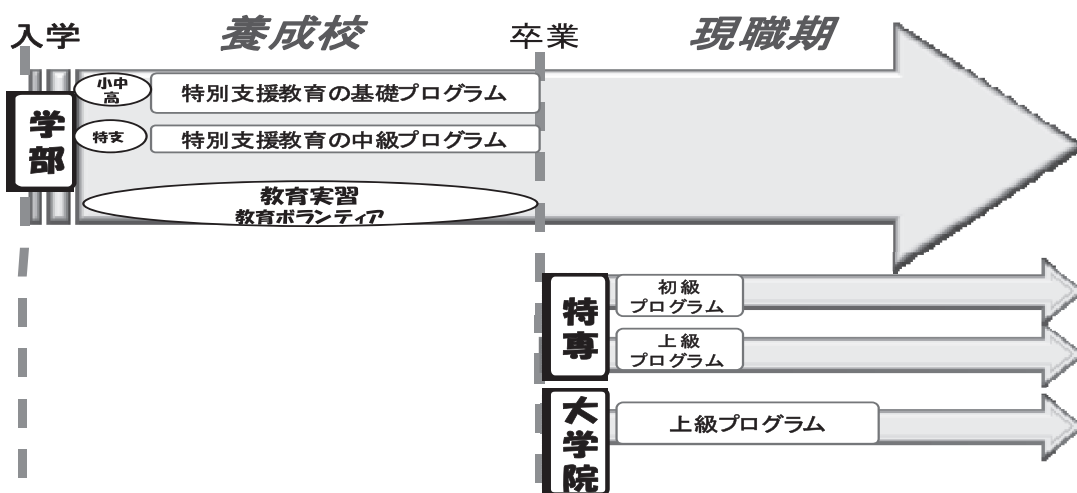 入学
養成校
卒業
現職期
学部
小中
高
特別支援教育の基礎プログラム
特支
特別支援教育の中級プログラム
教育実習
教育ボランティア
特専
初級
プログラム
上級
プログラム
大学院
上級プログラム